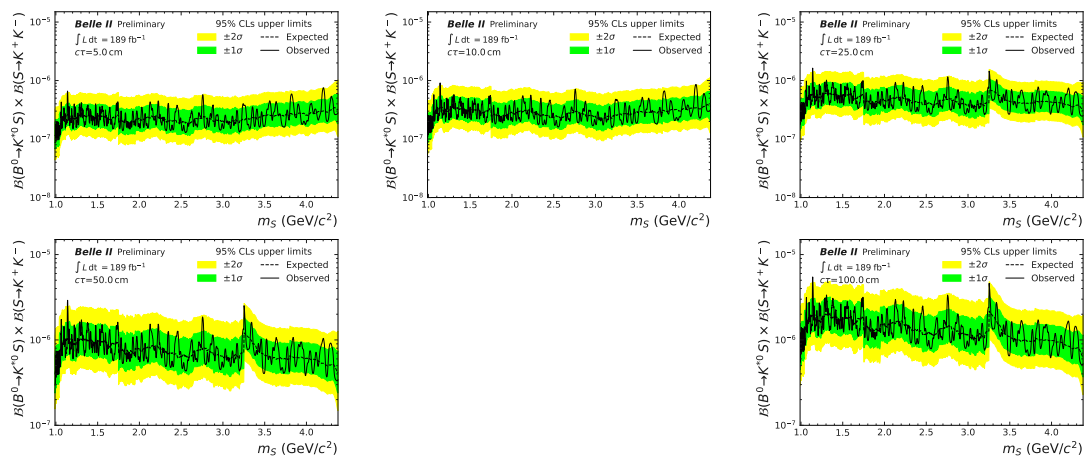 Belle II Preliminary
95% CLs upper limits
∫ L dt = 189 fb⁻¹
cτ=5.0 cm
±2σ
±1σ
Expected
Observed
B(B⁰→K*⁰ S) × B(S→K⁺K⁻)
10⁻⁵
10⁻⁶
10⁻⁷
10⁻⁸
1.0 1.5 2.0 2.5 3.0 3.5 4.0
m_S (GeV/c²)
Belle II Preliminary
95% CLs upper limits
∫ L dt = 189 fb⁻¹
cτ=10.0 cm
±2σ
±1σ
Expected
Observed
B(B⁰→K*⁰ S) × B(S→K⁺K⁻)
10⁻⁵
10⁻⁶
10⁻⁷
10⁻⁸
1.0 1.5 2.0 2.5 3.0 3.5 4.0
m_S (GeV/c²)
Belle II Preliminary
95% CLs upper limits
∫ L dt = 189 fb⁻¹
cτ=25.0 cm
±2σ
±1σ
Expected
Observed
B(B⁰→K*⁰ S) × B(S→K⁺K⁻)
10⁻⁵
10⁻⁶
10⁻⁷
10⁻⁸
1.0 1.5 2.0 2.5 3.0 3.5 4.0
m_S (GeV/c²)
Belle II Preliminary
95% CLs upper limits
∫ L dt = 189 fb⁻¹
cτ=50.0 cm
±2σ
±1σ
Expected
Observed
B(B⁰→K*⁰ S) × B(S→K⁺K⁻)
10⁻⁵
10⁻⁶
10⁻⁷
1.0 1.5 2.0 2.5 3.0 3.5 4.0
m_S (GeV/c²)
Belle II Preliminary
95% CLs upper limits
∫ L dt = 189 fb⁻¹
cτ=100.0 cm
±2σ
±1σ
Expected
Observed
B(B⁰→K*⁰ S) × B(S→K⁺K⁻)
10⁻⁵
10⁻⁶
10⁻⁷
1.0 1.5 2.0 2.5 3.0 3.5 4.0
m_S (GeV/c²)